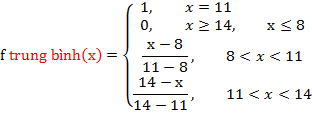 f trung bình(x) = { 1, x = 11
0, x ≥ 14, x ≤ 8
x − 8 / 11 − 8, 8 < x < 11
14 − x / 14 − 11, 11 < x < 14